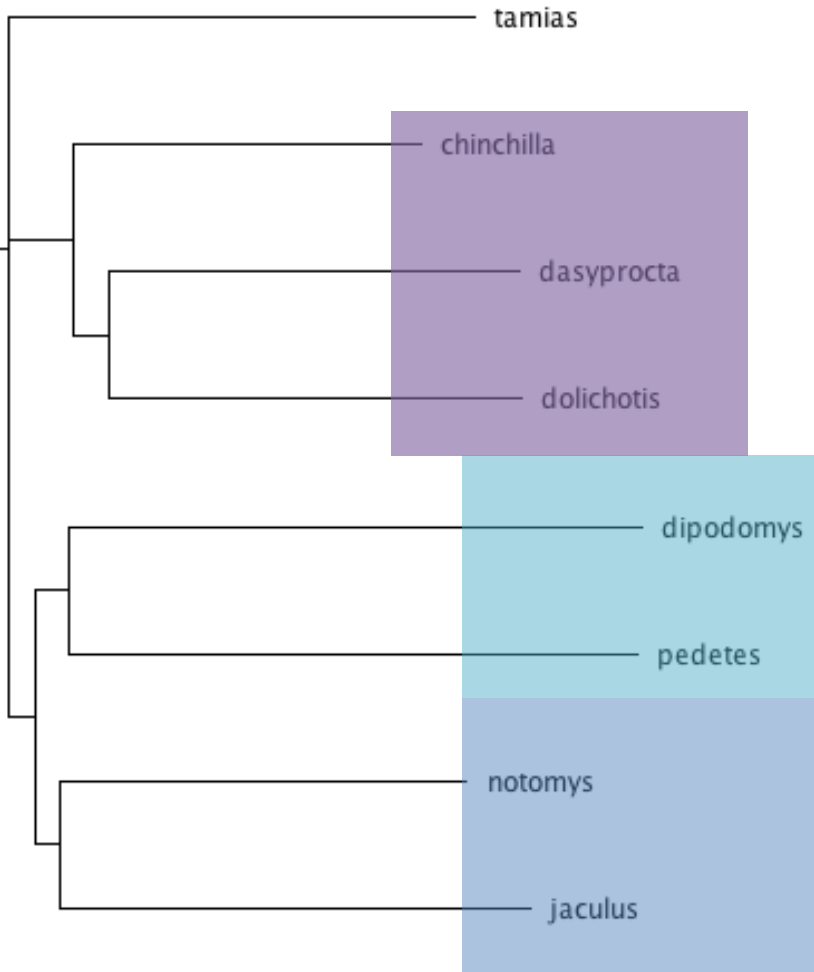 tamias
chinchilla
dasyprocta
dolichotis
dipodomys
pedetes
notomys
jaculus